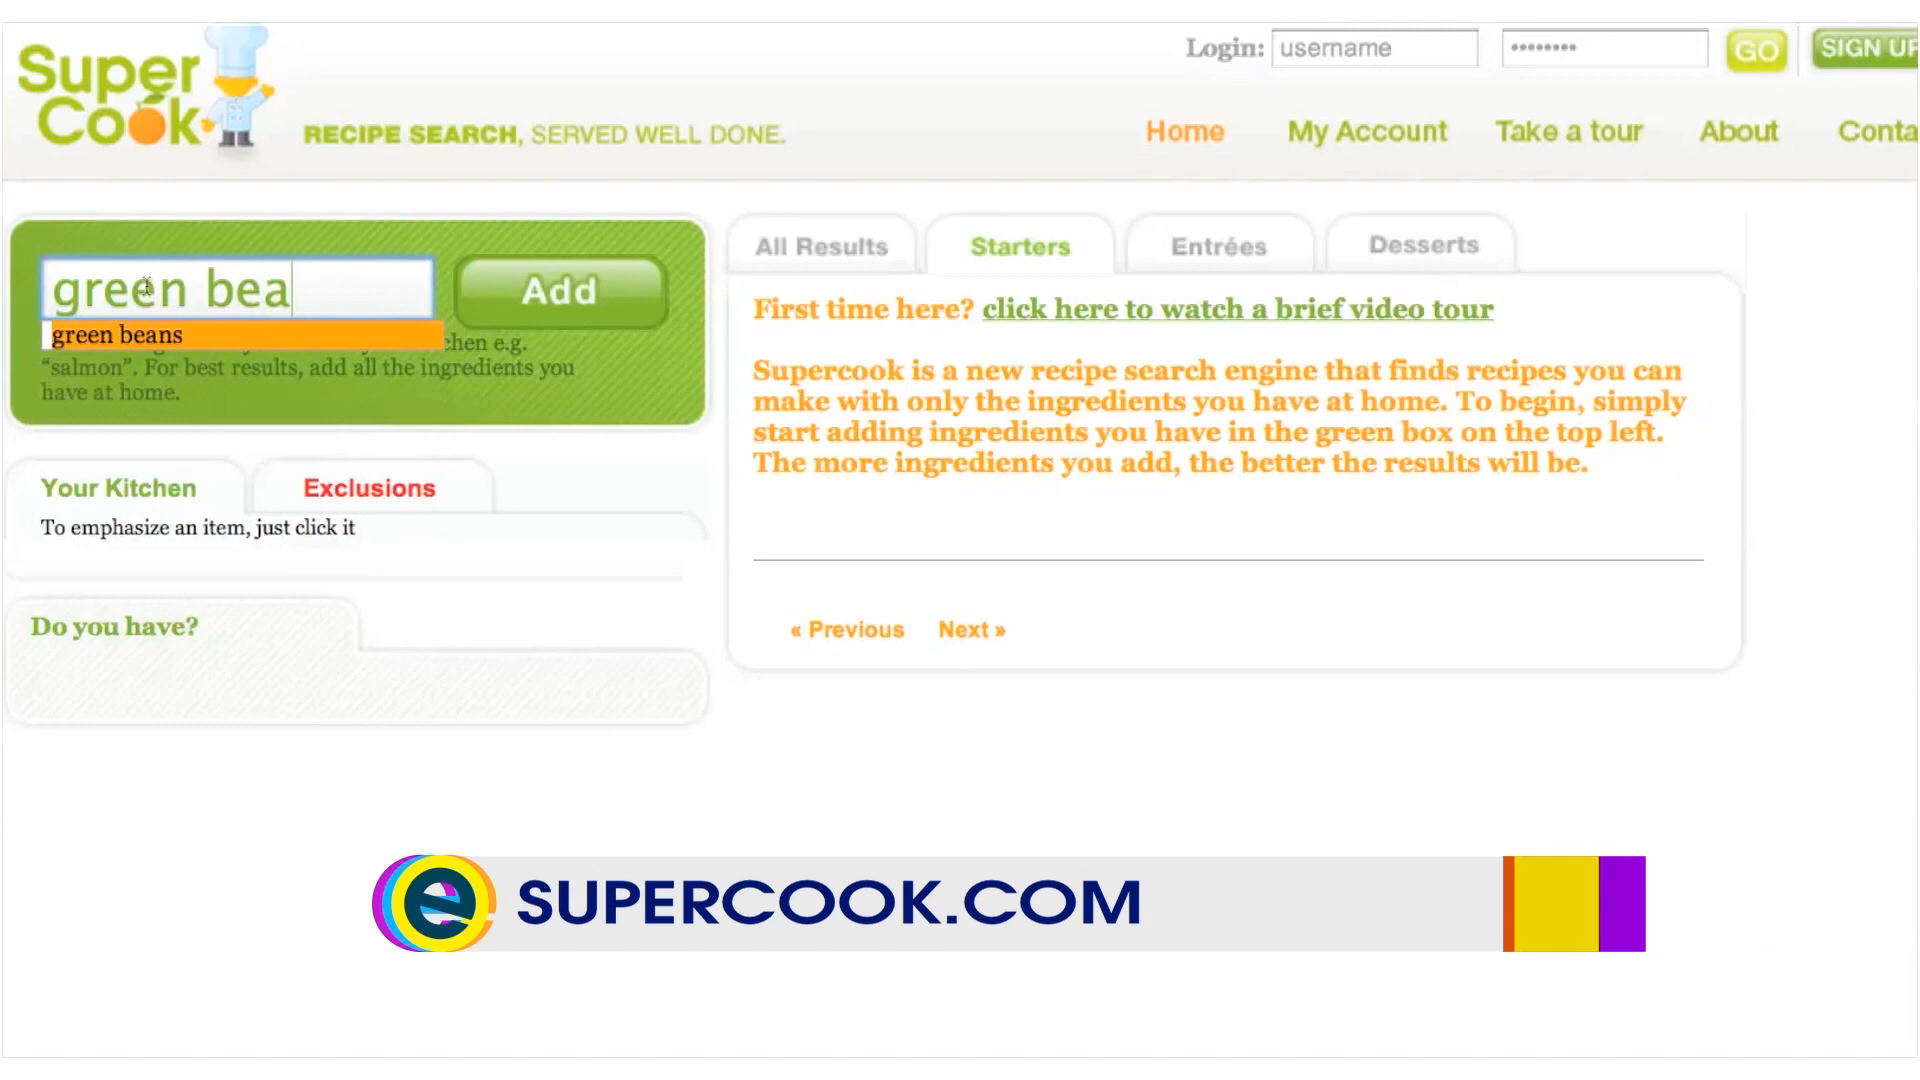 Super
Cook
RECIPE SEARCH, SERVED WELL DONE.
Login: username •••••••• GO SIGN UP
Home My Account Take a tour About Conta
green bea
Add
green beans
chen e.g.
“salmon”. For best results, add all the ingredients you
have at home.
Your Kitchen Exclusions
To emphasize an item, just click it
Do you have?
All Results Starters Entrées Desserts
First time here? click here to watch a brief video tour
Supercook is a new recipe search engine that finds recipes you can
make with only the ingredients you have at home. To begin, simply
start adding ingredients you have in the green box on the top left.
The more ingredients you add, the better the results will be.
« Previous Next »
e SUPERCOOK.COM